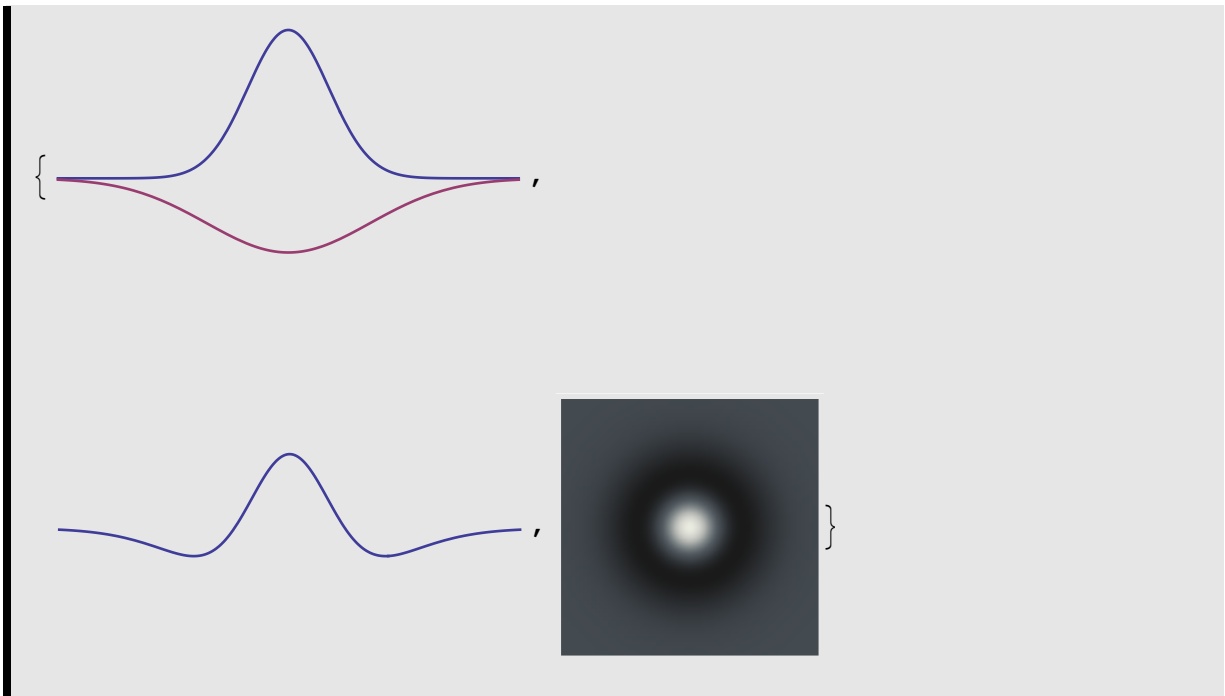 { ,
, }